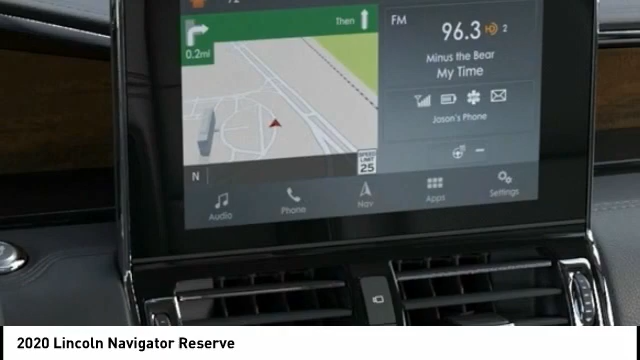 Then
0.2mi
FM
96.3 HD 2
Minus the Bear
My Time
Jason's Phone
SPEED LIMIT 25
N
Audio
Phone
Nav
Apps
Settings
2020 Lincoln Navigator Reserve